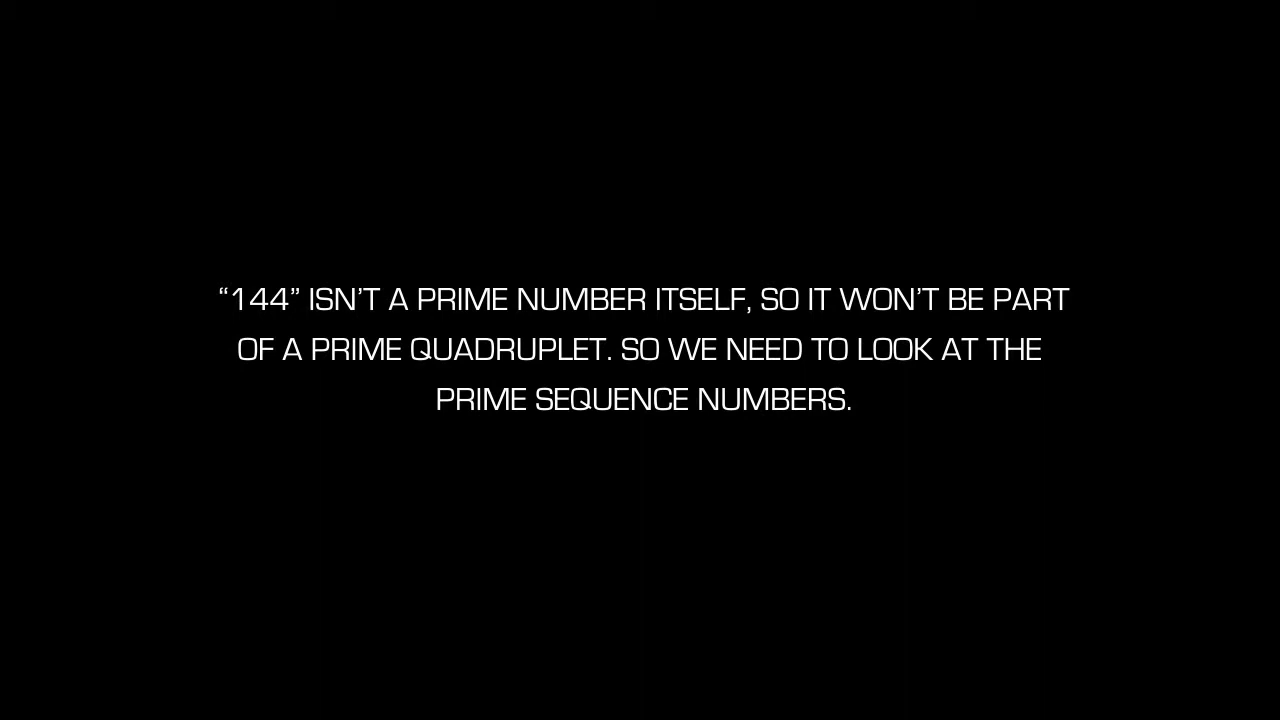 “144” ISN’T A PRIME NUMBER ITSELF, SO IT WON’T BE PART
OF A PRIME QUADRUPLET. SO WE NEED TO LOOK AT THE
PRIME SEQUENCE NUMBERS.